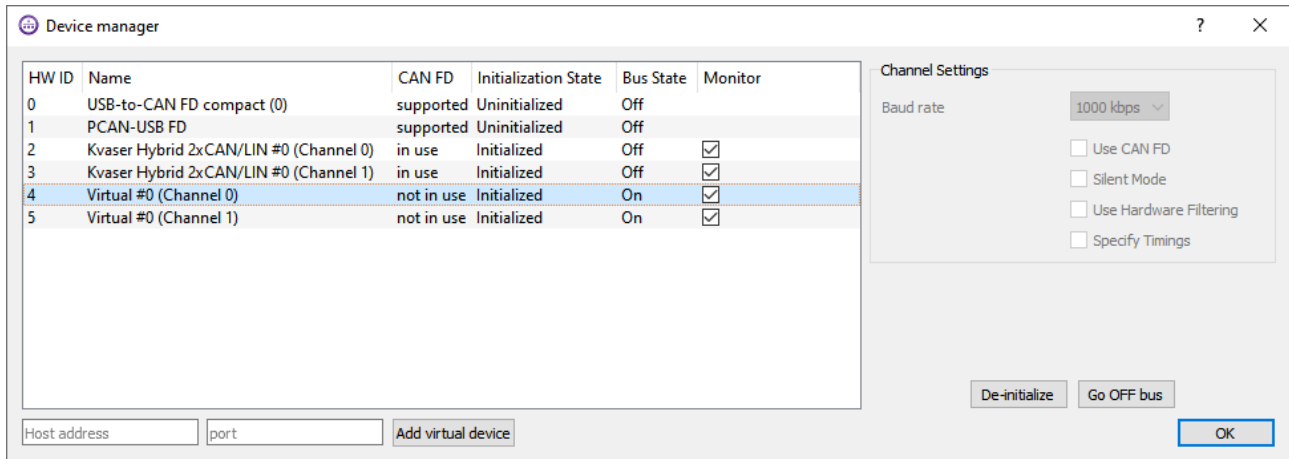 Device manager
?
HW ID Name CAN FD Initialization State Bus State Monitor
0 USB-to-CAN FD compact (0) supported Uninitialized Off
1 PCAN-USB FD supported Uninitialized Off
2 Kvaser Hybrid 2xCAN/LIN #0 (Channel 0) in use Initialized Off
3 Kvaser Hybrid 2xCAN/LIN #0 (Channel 1) in use Initialized Off
4 Virtual #0 (Channel 0) not in use Initialized On
5 Virtual #0 (Channel 1) not in use Initialized On
Channel Settings
Baud rate 1000 kbps
Use CAN FD
Silent Mode
Use Hardware Filtering
Specify Timings
De-initialize Go OFF bus
Host address port Add virtual device OK